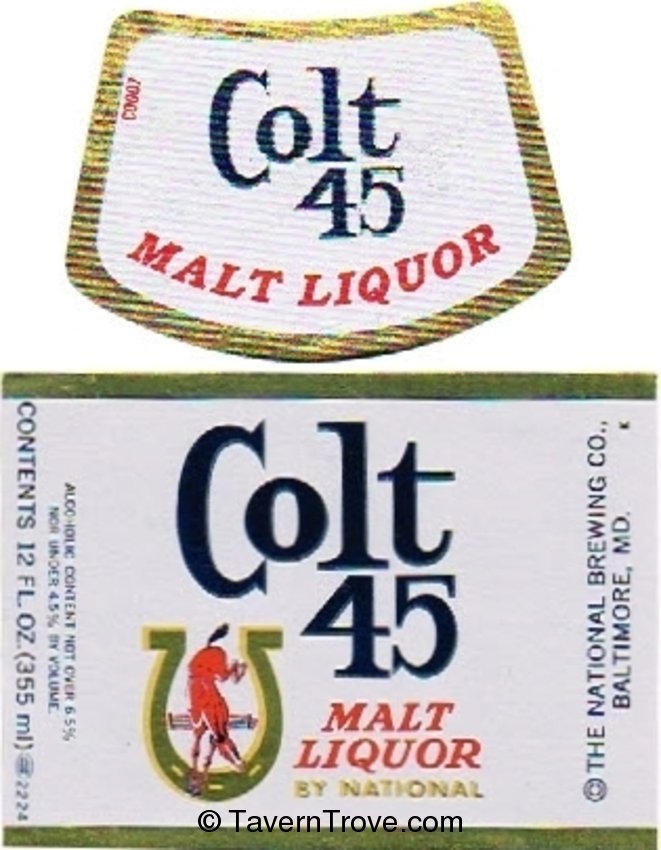 C0007
Colt
45
MALT LIQUOR
CONTENTS 12 FL. OZ. (355 ml) 2224
ALCOHOLIC CONTENT NOT OVER 6.5%
NOR UNDER 4.5% BY VOLUME.
Colt
45
MALT
LIQUOR
BY NATIONAL
© THE NATIONAL BREWING CO.,
BALTIMORE, MD.
K
© TavernTrove.com